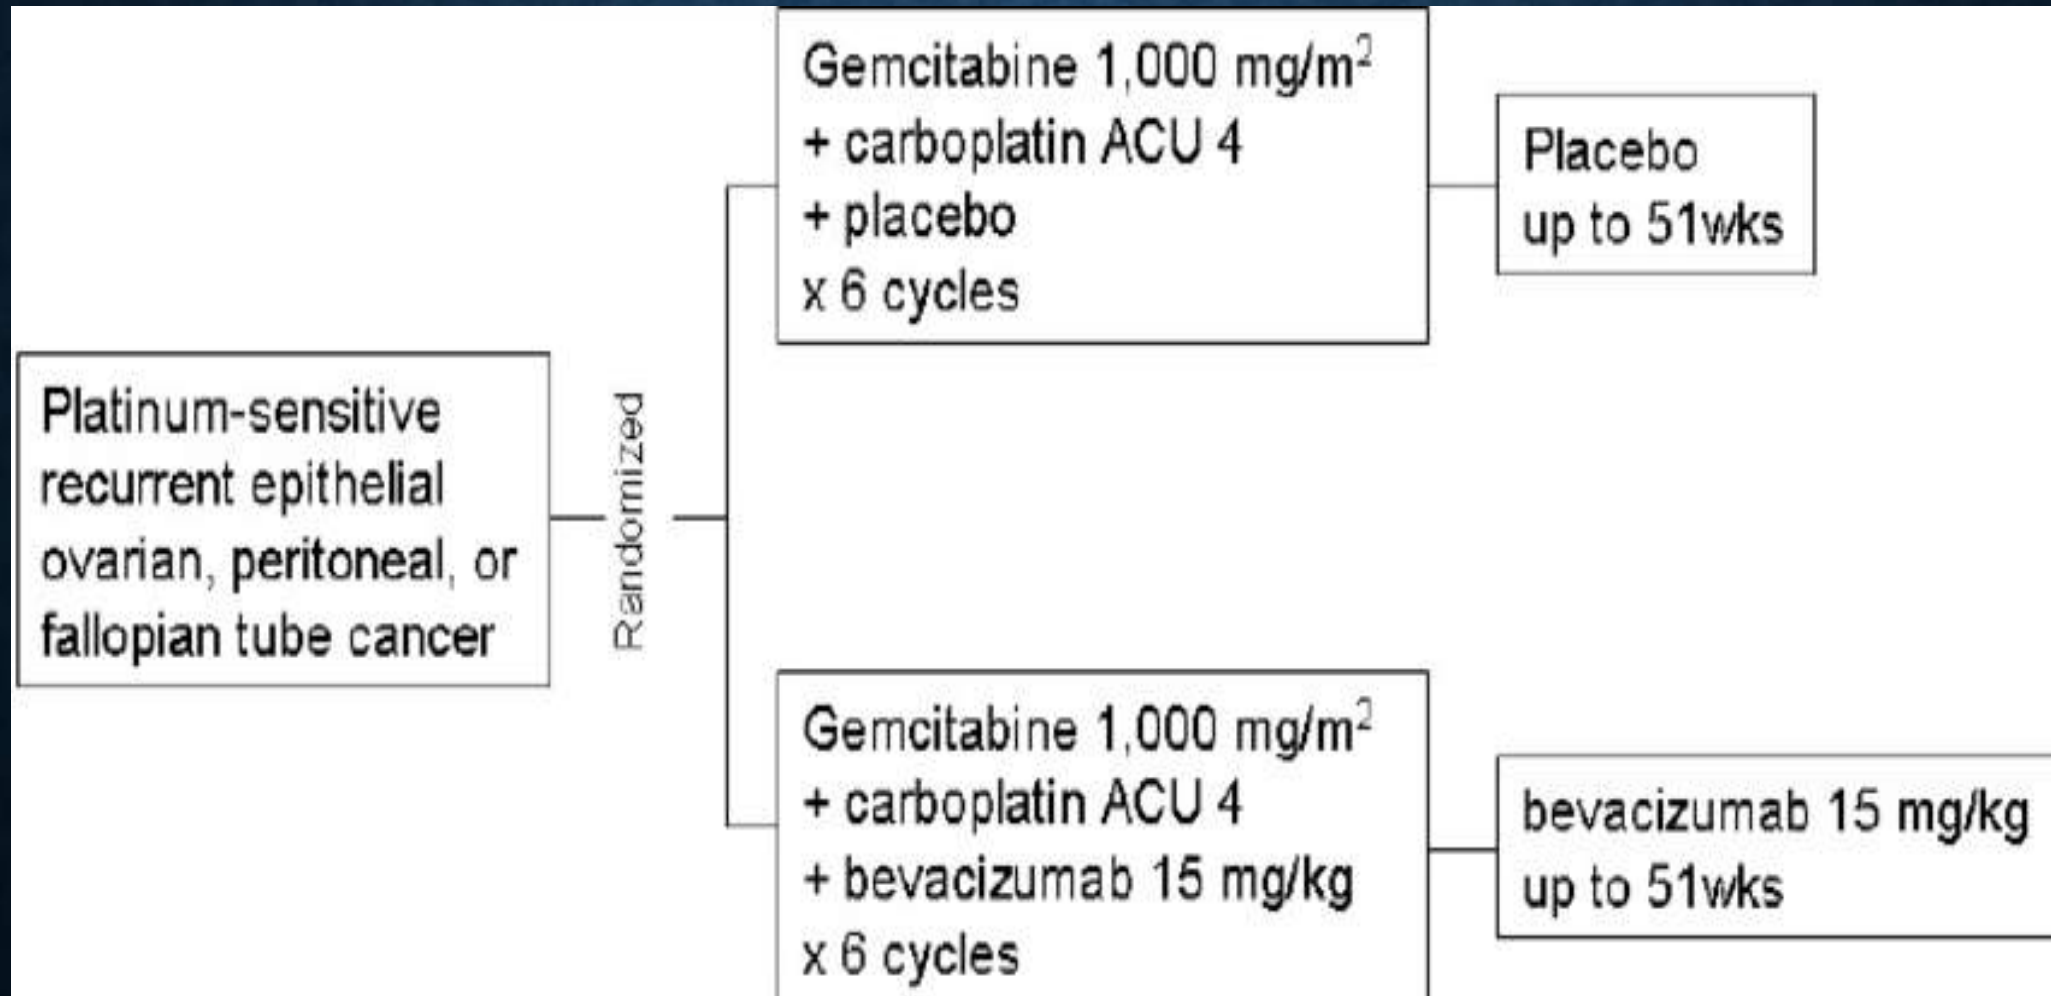 Platinum-sensitive
recurrent epithelial
ovarian, peritoneal, or
fallopian tube cancer
Randomized
Gemcitabine 1,000 mg/m²
+ carboplatin ACU 4
+ placebo
x 6 cycles
Placebo
up to 51wks
Gemcitabine 1,000 mg/m²
+ carboplatin ACU 4
+ bevacizumab 15 mg/kg
x 6 cycles
bevacizumab 15 mg/kg
up to 51wks